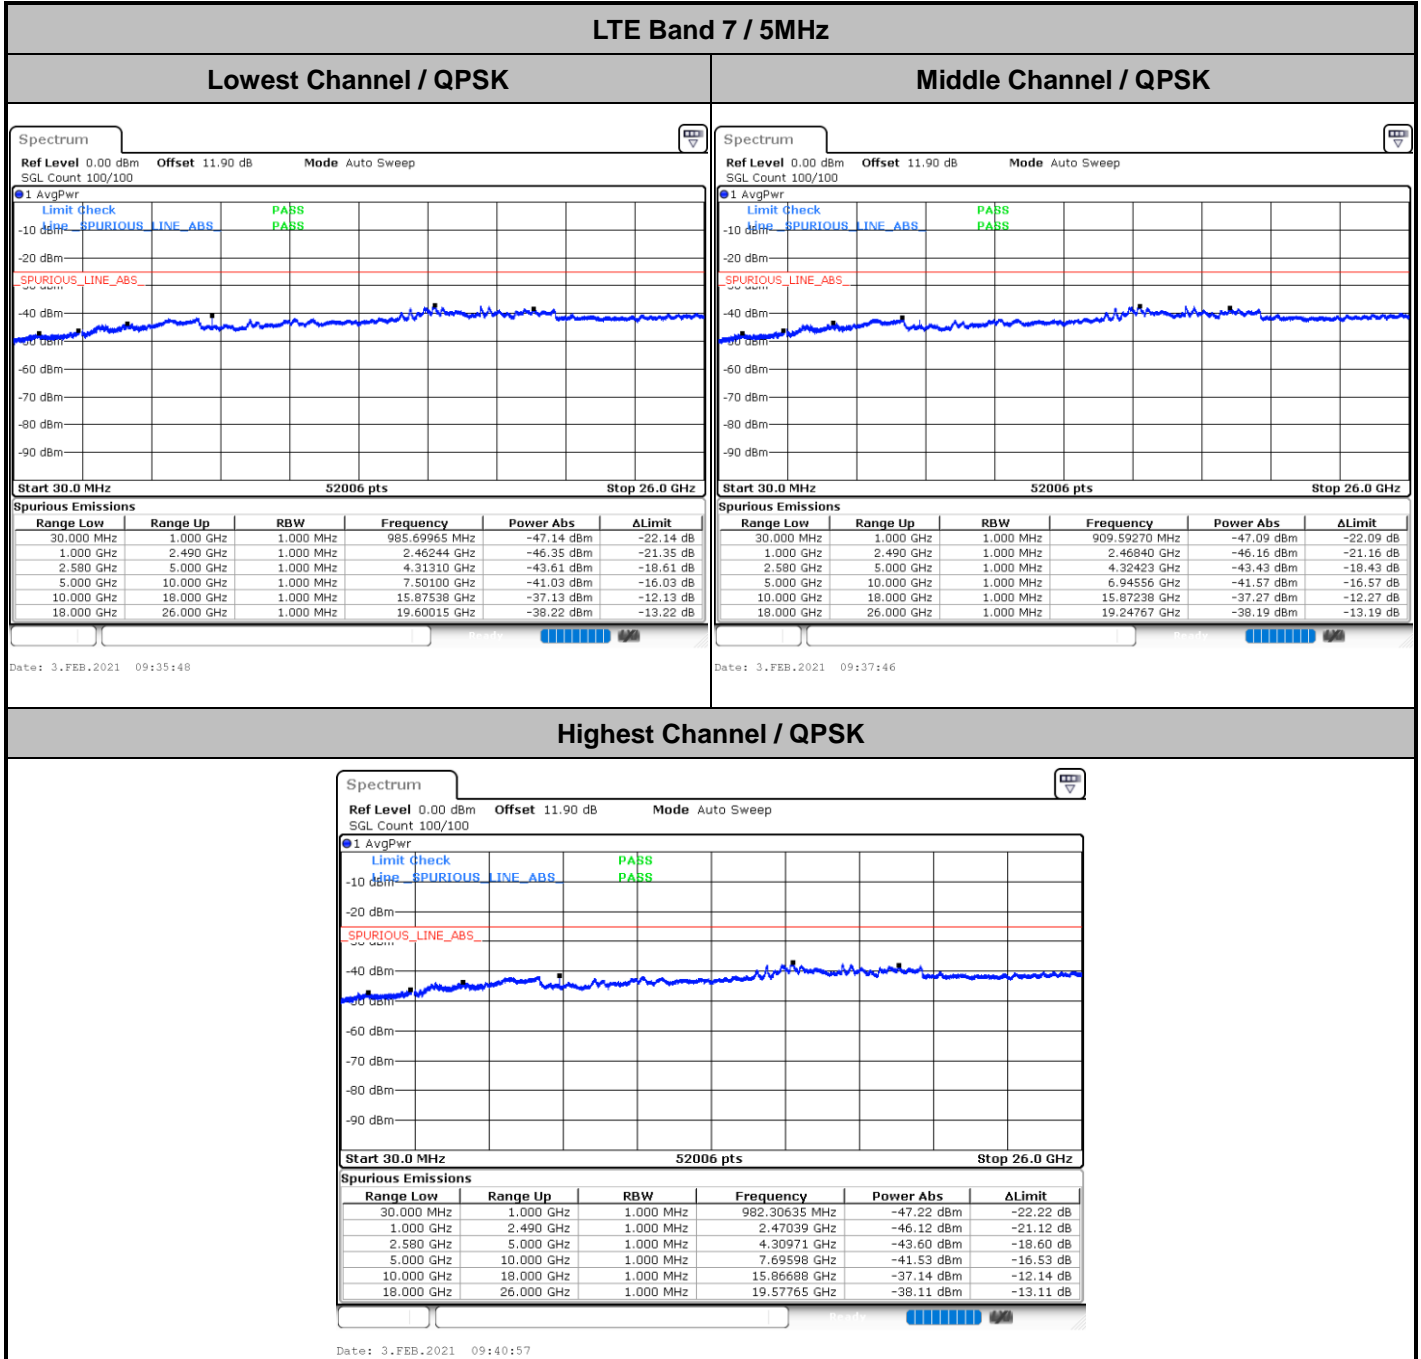 LTE Band 7 / 5MHz
Lowest Channel / QPSK
Spectrum
Ref Level 0.00 dBm Offset 11.90 dB Mode Auto Sweep
SGL Count 100/100
1 AvgPwr
Limit Check PASS
Line _SPURIOUS_LINE_ABS_ PASS
-10 dBm
-20 dBm
_SPURIOUS_LINE_ABS_
-30 dBm
-40 dBm
-50 dBm
-60 dBm
-70 dBm
-80 dBm
-90 dBm
Start 30.0 MHz 52006 pts Stop 26.0 GHz
Spurious Emissions
Range Low Range Up RBW Frequency Power Abs ΔLimit
30.000 MHz 1.000 GHz 1.000 MHz 985.69965 MHz -47.14 dBm -22.14 dB
1.000 GHz 2.490 GHz 1.000 MHz 2.46244 GHz -46.35 dBm -21.35 dB
2.580 GHz 5.000 GHz 1.000 MHz 4.31310 GHz -43.61 dBm -18.61 dB
5.000 GHz 10.000 GHz 1.000 MHz 7.50100 GHz -41.03 dBm -16.03 dB
10.000 GHz 18.000 GHz 1.000 MHz 15.87538 GHz -37.13 dBm -12.13 dB
18.000 GHz 26.000 GHz 1.000 MHz 19.60015 GHz -38.22 dBm -13.22 dB
Ready
Date: 3.FEB.2021 09:35:48
Middle Channel / QPSK
Spectrum
Ref Level 0.00 dBm Offset 11.90 dB Mode Auto Sweep
SGL Count 100/100
1 AvgPwr
Limit Check PASS
Line _SPURIOUS_LINE_ABS_ PASS
-10 dBm
-20 dBm
_SPURIOUS_LINE_ABS_
-30 dBm
-40 dBm
-50 dBm
-60 dBm
-70 dBm
-80 dBm
-90 dBm
Start 30.0 MHz 52006 pts Stop 26.0 GHz
Spurious Emissions
Range Low Range Up RBW Frequency Power Abs ΔLimit
30.000 MHz 1.000 GHz 1.000 MHz 909.59270 MHz -47.09 dBm -22.09 dB
1.000 GHz 2.490 GHz 1.000 MHz 2.46840 GHz -46.16 dBm -21.16 dB
2.580 GHz 5.000 GHz 1.000 MHz 4.32423 GHz -43.43 dBm -18.43 dB
5.000 GHz 10.000 GHz 1.000 MHz 6.94556 GHz -41.57 dBm -16.57 dB
10.000 GHz 18.000 GHz 1.000 MHz 15.87238 GHz -37.27 dBm -12.27 dB
18.000 GHz 26.000 GHz 1.000 MHz 19.24767 GHz -38.19 dBm -13.19 dB
Ready
Date: 3.FEB.2021 09:37:46
Highest Channel / QPSK
Spectrum
Ref Level 0.00 dBm Offset 11.90 dB Mode Auto Sweep
SGL Count 100/100
1 AvgPwr
Limit Check PASS
Line _SPURIOUS_LINE_ABS_ PASS
-10 dBm
-20 dBm
_SPURIOUS_LINE_ABS_
-30 dBm
-40 dBm
-50 dBm
-60 dBm
-70 dBm
-80 dBm
-90 dBm
Start 30.0 MHz 52006 pts Stop 26.0 GHz
Spurious Emissions
Range Low Range Up RBW Frequency Power Abs ΔLimit
30.000 MHz 1.000 GHz 1.000 MHz 982.30635 MHz -47.22 dBm -22.22 dB
1.000 GHz 2.490 GHz 1.000 MHz 2.47039 GHz -46.12 dBm -21.12 dB
2.580 GHz 5.000 GHz 1.000 MHz 4.30971 GHz -43.60 dBm -18.60 dB
5.000 GHz 10.000 GHz 1.000 MHz 7.69598 GHz -41.53 dBm -16.53 dB
10.000 GHz 18.000 GHz 1.000 MHz 15.86688 GHz -37.14 dBm -12.14 dB
18.000 GHz 26.000 GHz 1.000 MHz 19.57765 GHz -38.11 dBm -13.11 dB
Ready
Date: 3.FEB.2021 09:40:57